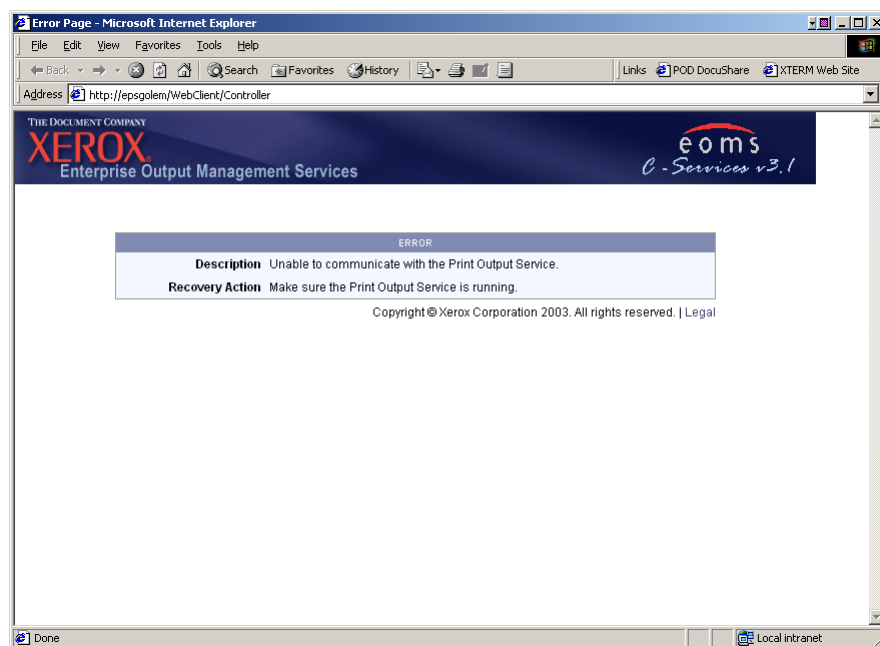 Error Page - Microsoft Internet Explorer
File Edit View Favorites Tools Help
Back Search Favorites History Links POD DocuShare XTERM Web Site
Address http://epsgolem/WebClient/Controller
THE DOCUMENT COMPANY
XEROX.
Enterprise Output Management Services
eoms
C-Services v3.1
ERROR
Description Unable to communicate with the Print Output Service.
Recovery Action Make sure the Print Output Service is running.
Copyright © Xerox Corporation 2003. All rights reserved. | Legal
Done Local intranet